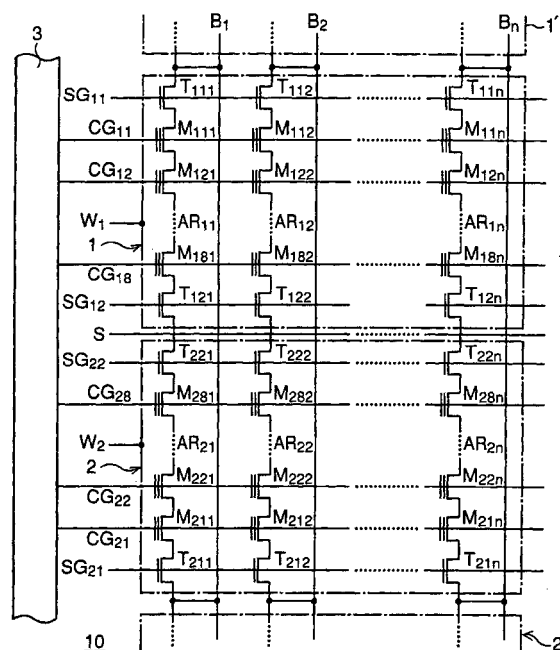 3 B1 B2 Bn 1'
SG11 T111 T112 T11n
CG11 M111 M112 M11n
CG12 M121 M122 M12n
W1 AR11 AR12 AR1n
1
M181 M182 M18n
CG18
SG12 T121 T122 T12n
S
SG22 T221 T222 T22n
CG28 M281 M282 M28n
W2 AR21 AR22 AR2n
2
M221 M222 M22n
CG22
M211 M212 M21n
CG21
SG21 T211 T212 T21n
10 2